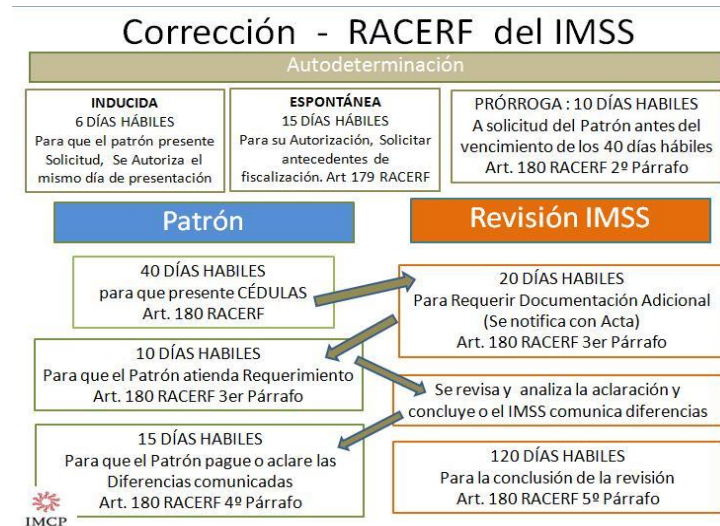 Corrección - RACERF del IMSS
Autodeterminación
INDUCIDA
6 DÍAS HÁBILES
Para que el patrón presente
Solicitud, Se Autoriza el
mismo día de presentación
ESPONTÁNEA
15 DÍAS HÁBILES
Para su Autorización, Solicitar
antecedentes de
fiscalización. Art 179 RACERF
PRÓRROGA : 10 DÍAS HABILES
A solicitud del Patrón antes del
vencimiento de los 40 días hábiles
Art. 180 RACERF 2º Párrafo
Patrón
Revisión IMSS
40 DÍAS HABILES
para que presente CÉDULAS
Art. 180 RACERF
20 DÍAS HABILES
Para Requerir Documentación Adicional
(Se notifica con Acta)
Art. 180 RACERF 3er Párrafo
10 DÍAS HABILES
Para que el Patrón atienda Requerimiento
Art. 180 RACERF 3er Párrafo
Se revisa y analiza la aclaración y
concluye o el IMSS comunica diferencias
15 DÍAS HABILES
Para que el Patrón pague o aclare las
Diferencias comunicadas
Art. 180 RACERF 4º Párrafo
120 DÍAS HABILES
Para la conclusión de la revisión
Art. 180 RACERF 5º Párrafo
IMCP